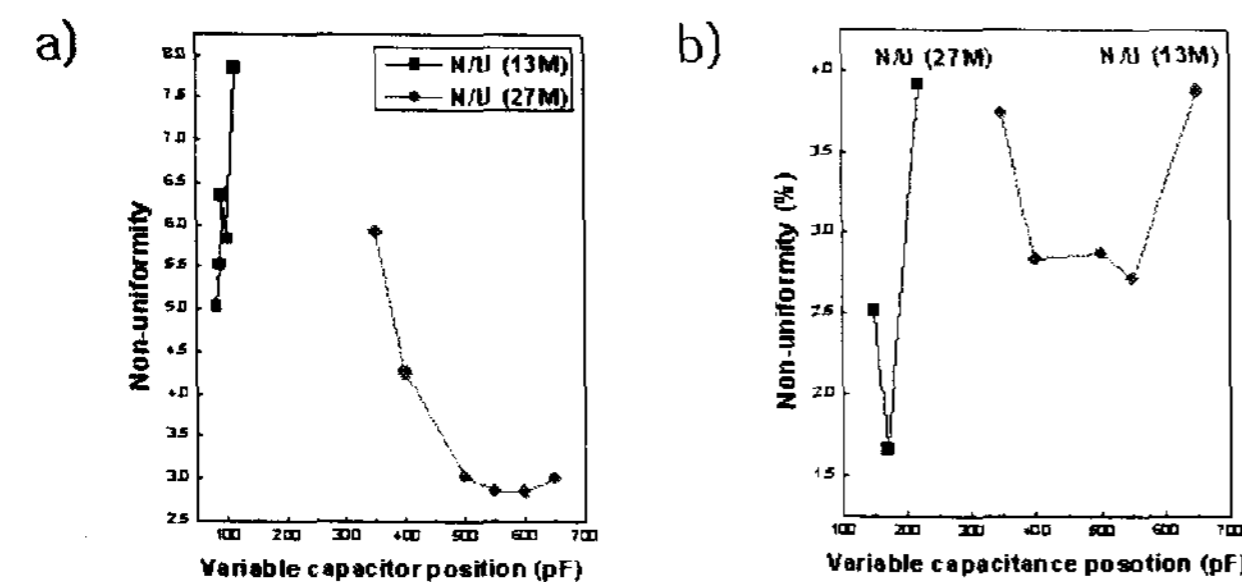 a)
N/U (13M)
N/U (27M)
8.0
7.5
7.0
6.5
6.0
5.5
5.0
4.5
4.0
3.5
3.0
2.5
Non-uniformity
100 200 300 400 500 600 700
Variable capacitor position (pF)
b)
N/U (27M) N/U (13M)
4.0
3.5
3.0
2.5
2.0
1.5
Non-uniformity (%)
100 200 300 400 500 600 700
Variable capacitance posotion (pF)